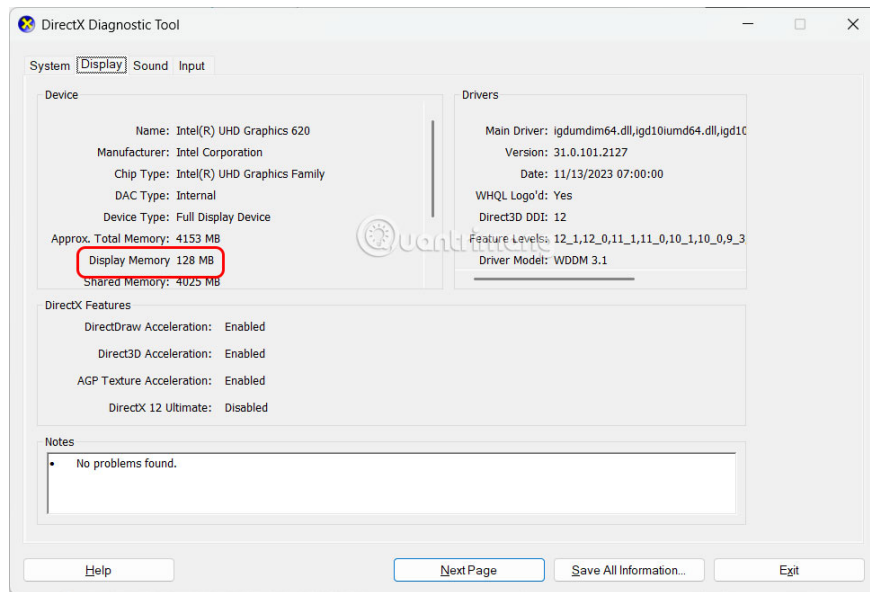 DirectX Diagnostic Tool
System Display Sound Input
Device
Name: Intel(R) UHD Graphics 620
Manufacturer: Intel Corporation
Chip Type: Intel(R) UHD Graphics Family
DAC Type: Internal
Device Type: Full Display Device
Approx. Total Memory: 4153 MB
Display Memory 128 MB
Shared Memory: 4025 MB
Drivers
Main Driver: igdumdim64.dll,igd10iumd64.dll,igd10
Version: 31.0.101.2127
Date: 11/13/2023 07:00:00
WHQL Logo'd: Yes
Direct3D DDI: 12
Feature Levels: 12_1,12_0,11_1,11_0,10_1,10_0,9_3
Driver Model: WDDM 3.1
Quantrimang
DirectX Features
DirectDraw Acceleration: Enabled
Direct3D Acceleration: Enabled
AGP Texture Acceleration: Enabled
DirectX 12 Ultimate: Disabled
Notes
• No problems found.
Help
Next Page
Save All Information...
Exit